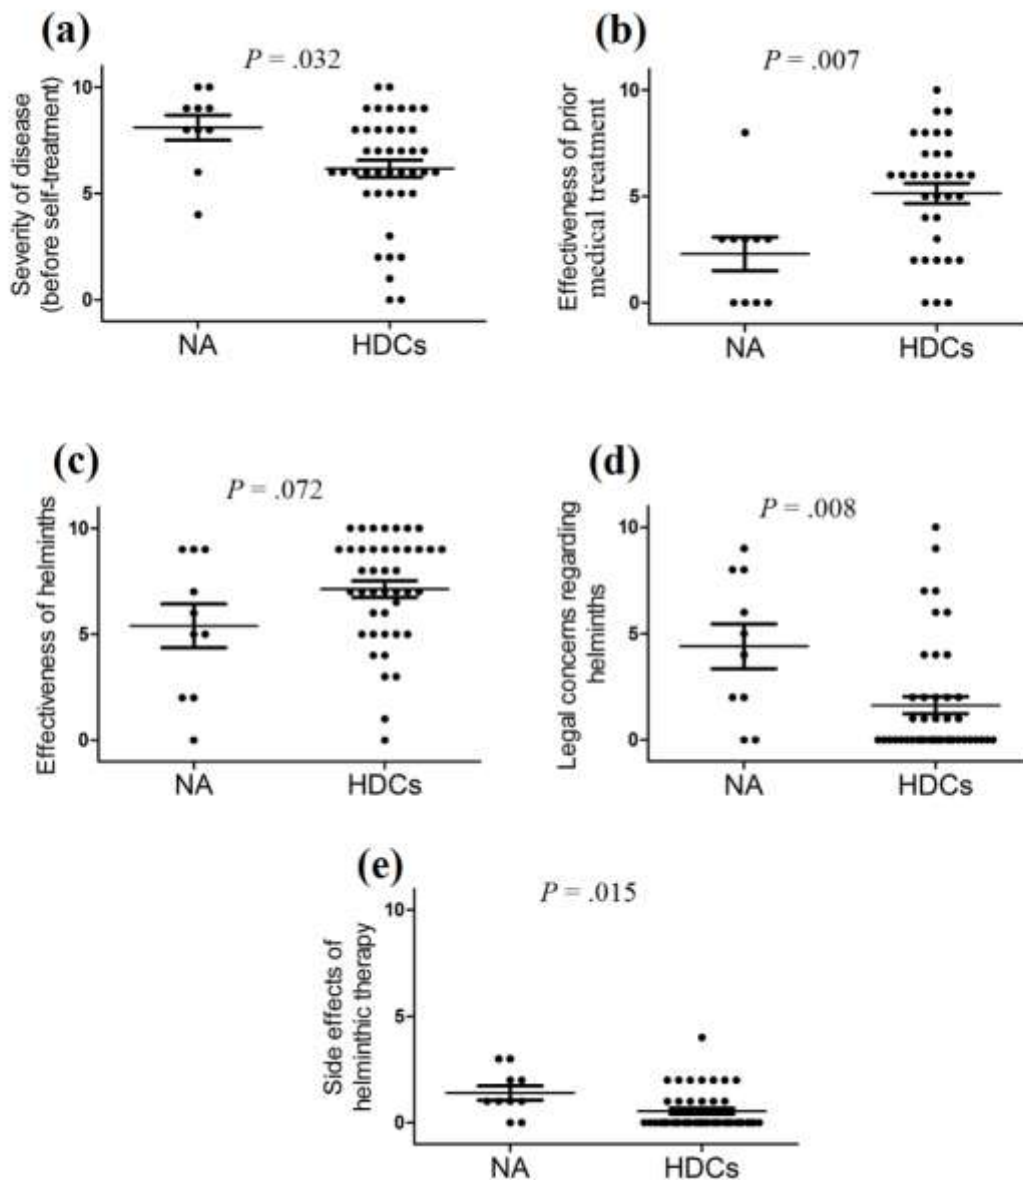 (a)
P = .032
Severity of disease
(before self-treatment)
10
5
0
NA HDCs
(b)
P = .007
Effectiveness of prior
medical treatment
10
5
0
NA HDCs
(c)
P = .072
Effectiveness of helminths
10
5
0
NA HDCs
(d)
P = .008
Legal concerns regarding
helminths
10
5
0
NA HDCs
(e)
P = .015
Side effects of
helminthic therapy
10
5
0
NA HDCs